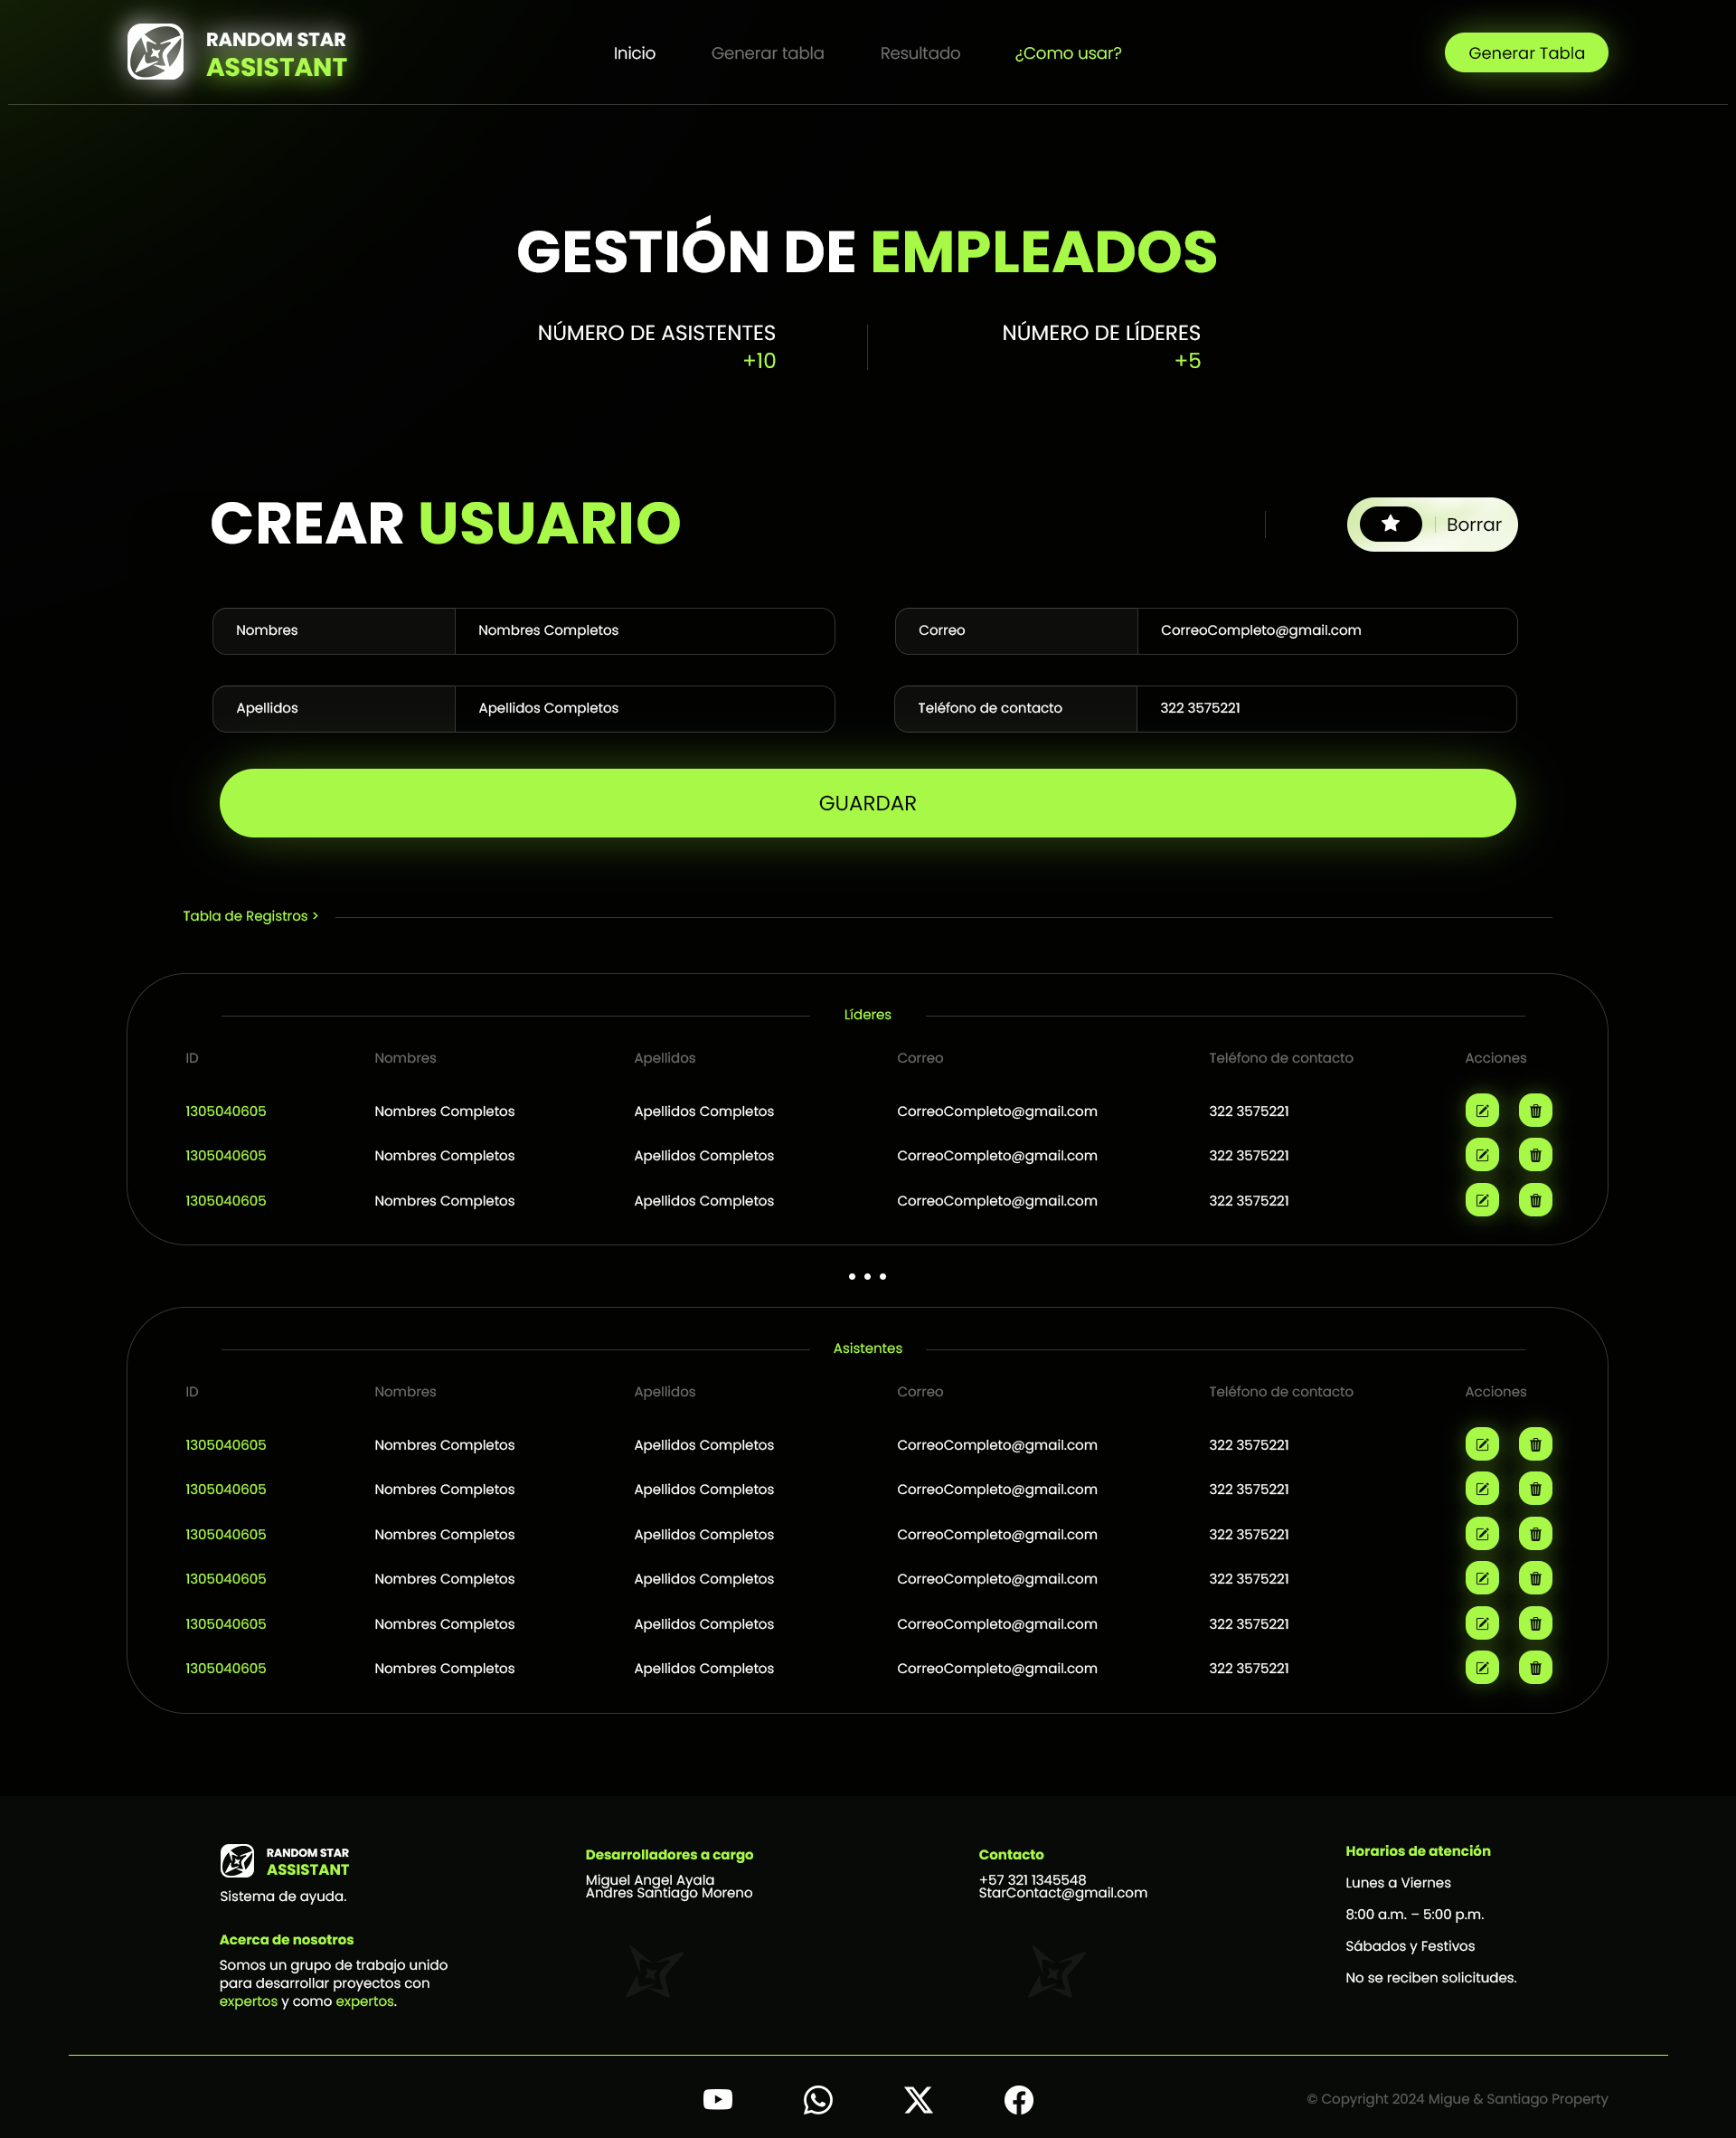 RANDOM STAR
ASSISTANT
Inicio
Generar tabla
Resultado
¿Como usar?
Generar Tabla
GESTIÓN DE EMPLEADOS
NÚMERO DE ASISTENTES
+10
NÚMERO DE LÍDERES
+5
CREAR USUARIO
Borrar
Nombres
Nombres Completos
Correo
CorreoCompleto@gmail.com
Apellidos
Apellidos Completos
Teléfono de contacto
322 3575221
GUARDAR
Tabla de Registros >
Líderes
ID Nombres Apellidos Correo Teléfono de contacto Acciones
1305040605 Nombres Completos Apellidos Completos CorreoCompleto@gmail.com 322 3575221
1305040605 Nombres Completos Apellidos Completos CorreoCompleto@gmail.com 322 3575221
1305040605 Nombres Completos Apellidos Completos CorreoCompleto@gmail.com 322 3575221
Asistentes
ID Nombres Apellidos Correo Teléfono de contacto Acciones
1305040605 Nombres Completos Apellidos Completos CorreoCompleto@gmail.com 322 3575221
1305040605 Nombres Completos Apellidos Completos CorreoCompleto@gmail.com 322 3575221
1305040605 Nombres Completos Apellidos Completos CorreoCompleto@gmail.com 322 3575221
1305040605 Nombres Completos Apellidos Completos CorreoCompleto@gmail.com 322 3575221
1305040605 Nombres Completos Apellidos Completos CorreoCompleto@gmail.com 322 3575221
1305040605 Nombres Completos Apellidos Completos CorreoCompleto@gmail.com 322 3575221
RANDOM STAR
ASSISTANT
Sistema de ayuda.
Acerca de nosotros
Somos un grupo de trabajo unido
para desarrollar proyectos con
expertos y como expertos.
Desarrolladores a cargo
Miguel Angel Ayala
Andres Santiago Moreno
Contacto
+57 321 1345548
StarContact@gmail.com
Horarios de atención
Lunes a Viernes
8:00 a.m. – 5:00 p.m.
Sábados y Festivos
No se reciben solicitudes.
© Copyright 2024 Migue & Santiago Property